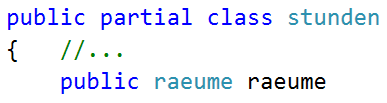 public partial class stunden
{   //...
    public raeume raeume